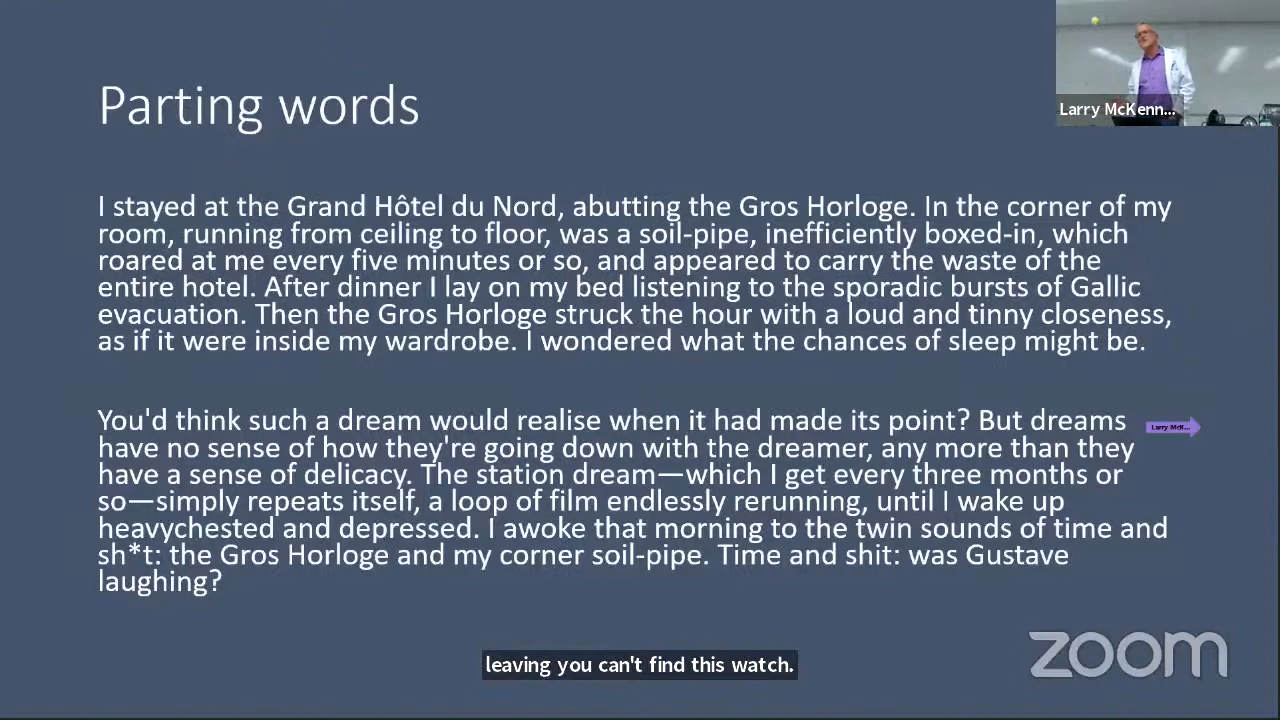 Parting words
Larry McKenn...
I stayed at the Grand Hôtel du Nord, abutting the Gros Horloge. In the corner of my
room, running from ceiling to floor, was a soil-pipe, inefficiently boxed-in, which
roared at me every five minutes or so, and appeared to carry the waste of the
entire hotel. After dinner I lay on my bed listening to the sporadic bursts of Gallic
evacuation. Then the Gros Horloge struck the hour with a loud and tinny closeness,
as if it were inside my wardrobe. I wondered what the chances of sleep might be.
You'd think such a dream would realise when it had made its point? But dreams
Larry McK...
have no sense of how they're going down with the dreamer, any more than they
have a sense of delicacy. The station dream—which I get every three months or
so—simply repeats itself, a loop of film endlessly rerunning, until I wake up
heavychested and depressed. I awoke that morning to the twin sounds of time and
sh*t: the Gros Horloge and my corner soil-pipe. Time and shit: was Gustave
laughing?
zoom
leaving you can't find this watch.